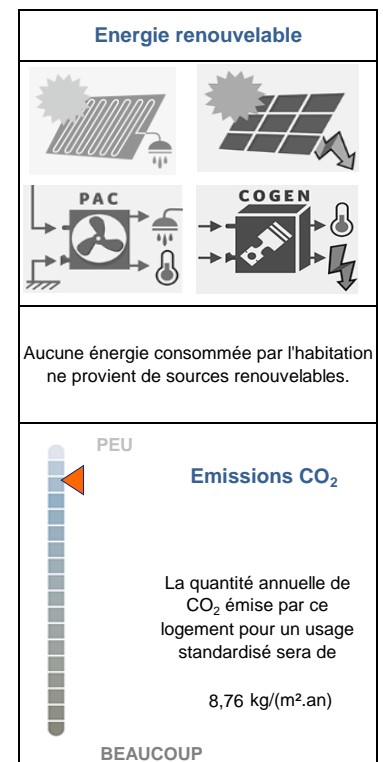 Energie renouvelable
PAC
COGEN
Aucune énergie consommée par l'habitation
ne provient de sources renouvelables.
PEU
Emissions CO₂
La quantité annuelle de
CO₂ émise par ce
logement pour un usage
standardisé sera de
8,76 kg/(m².an)
BEAUCOUP